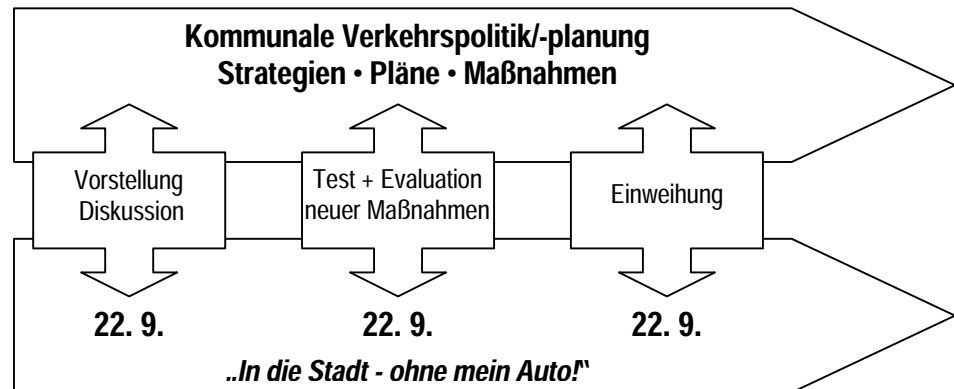 Kommunale Verkehrspolitik/-planung
Strategien • Pläne • Maßnahmen
Vorstellung
Diskussion
Test + Evaluation
neuer Maßnahmen
Einweihung
22. 9.
22. 9.
22. 9.
„In die Stadt - ohne mein Auto!“